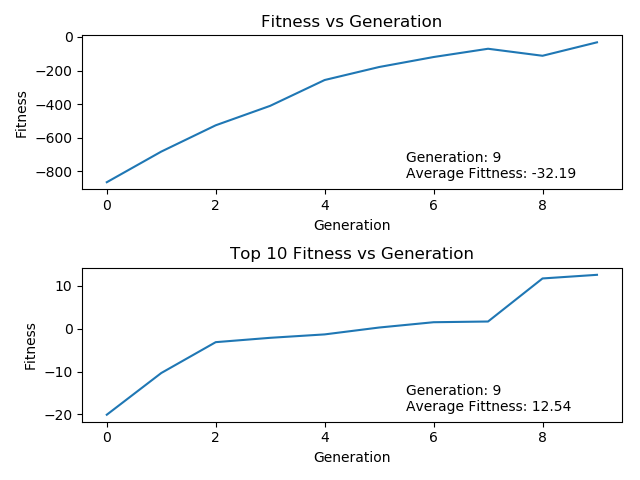 Fitness vs Generation
0
−200
−400
−600
−800
Fitness
Generation: 9
Average Fittness: -32.19
0 2 4 6 8
Generation
Top 10 Fitness vs Generation
10
0
−10
−20
Fitness
Generation: 9
Average Fittness: 12.54
0 2 4 6 8
Generation